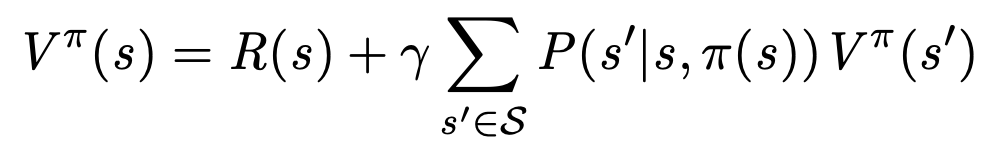 V^π(s) = R(s) + γ ∑_{s′∈𝒮} P(s′|s, π(s)) V^π(s′)